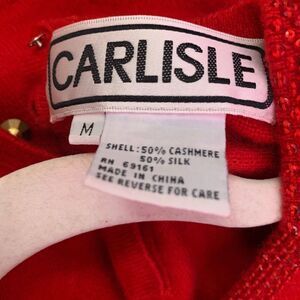 CARLISLE
M
SHELL: 50% CASHMERE
50% SILK
RN 69161
MADE IN CHINA
SEE REVERSE FOR CARE